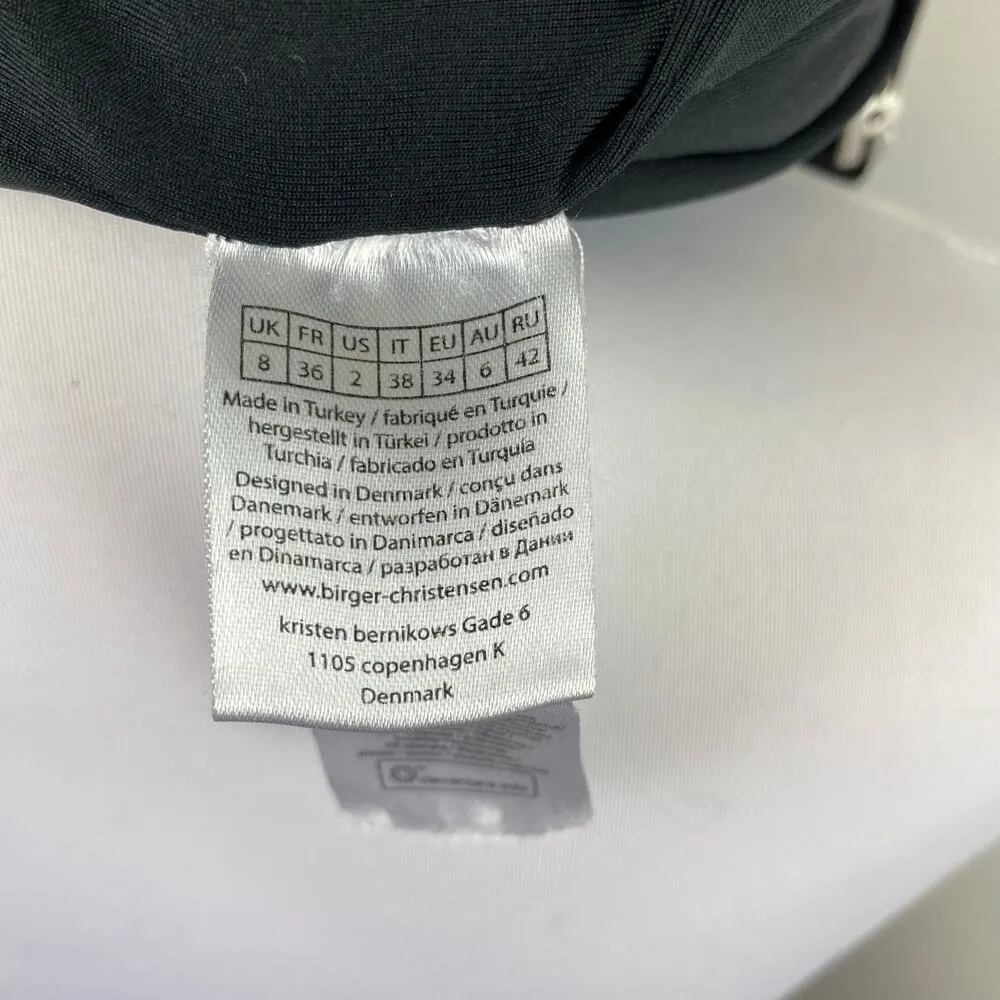 UK FR US IT EU AU RU
8 36 2 38 34 6 42
Made in Turkey / fabriqué en Turquie /
hergestellt in Türkei / prodotto in
Turchia / fabricado en Turquía
Designed in Denmark / conçu dans
Danemark / entworfen in Dänemark
/ progettato in Danimarca / diseñado
en Dinamarca / разработан в Дании
www.birger-christensen.com
kristen bernikows Gade 6
1105 copenhagen K
Denmark